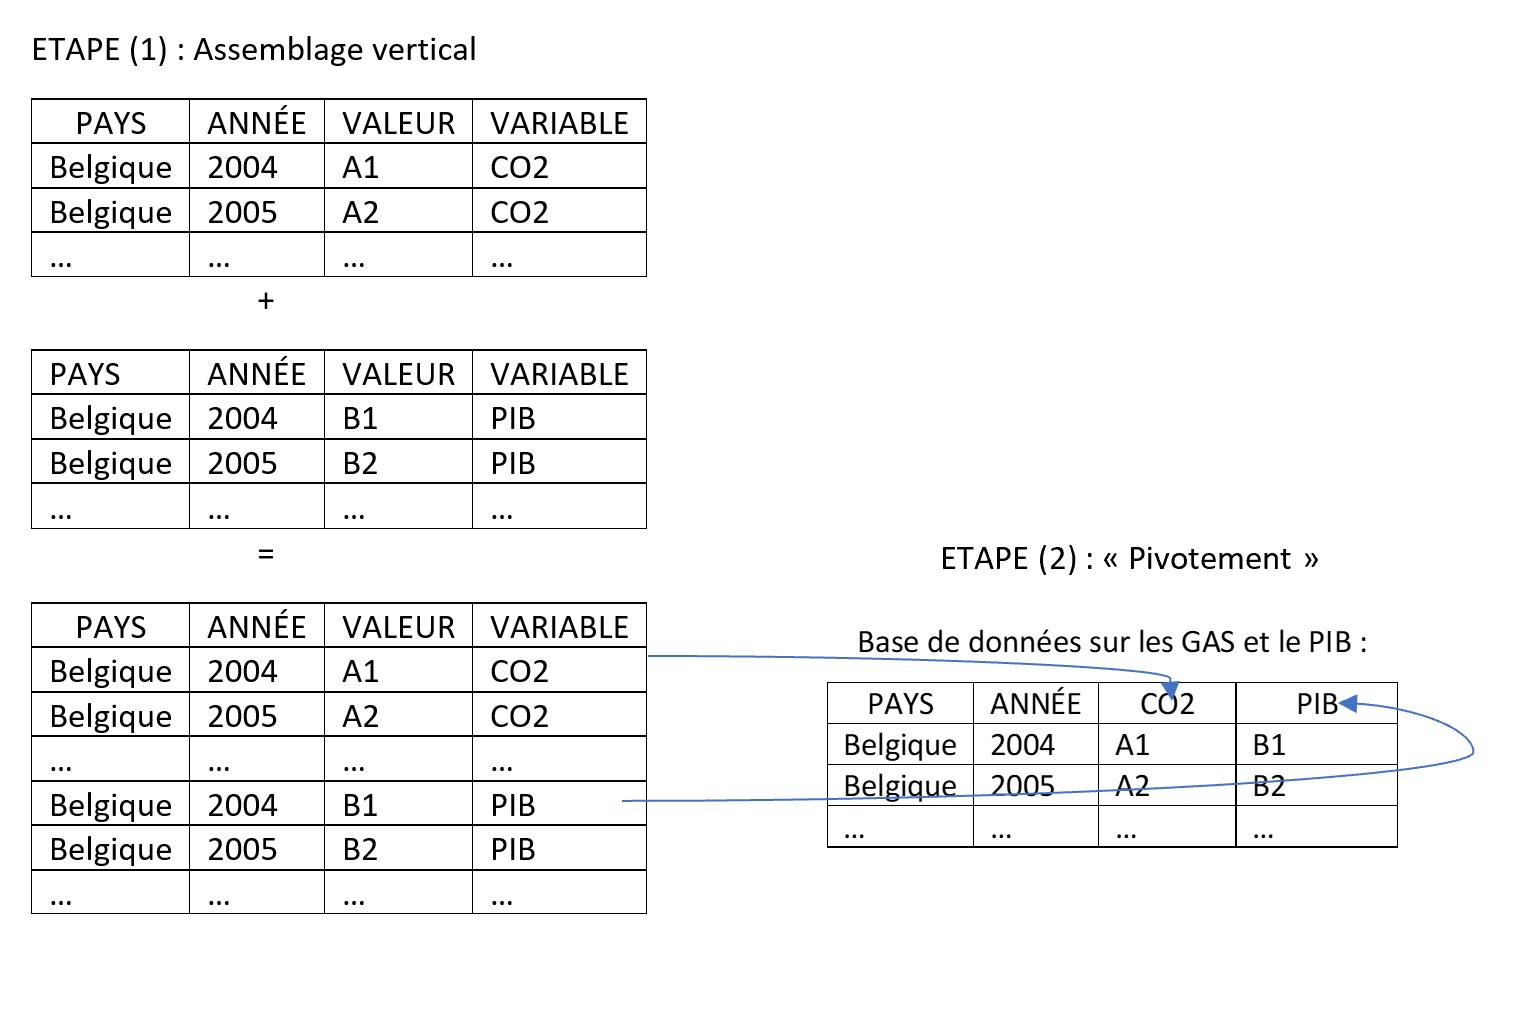 ETAPE (1) : Assemblage vertical
PAYS ANNÉE VALEUR VARIABLE
Belgique 2004 A1 CO2
Belgique 2005 A2 CO2
... ... ... ...
+
PAYS ANNÉE VALEUR VARIABLE
Belgique 2004 B1 PIB
Belgique 2005 B2 PIB
... ... ... ...
=
PAYS ANNÉE VALEUR VARIABLE
Belgique 2004 A1 CO2
Belgique 2005 A2 CO2
... ... ... ...
Belgique 2004 B1 PIB
Belgique 2005 B2 PIB
... ... ... ...
ETAPE (2) : « Pivotement »
Base de données sur les GAS et le PIB :
PAYS ANNÉE CO2 PIB
Belgique 2004 A1 B1
Belgique 2005 A2 B2
... ... ... ...